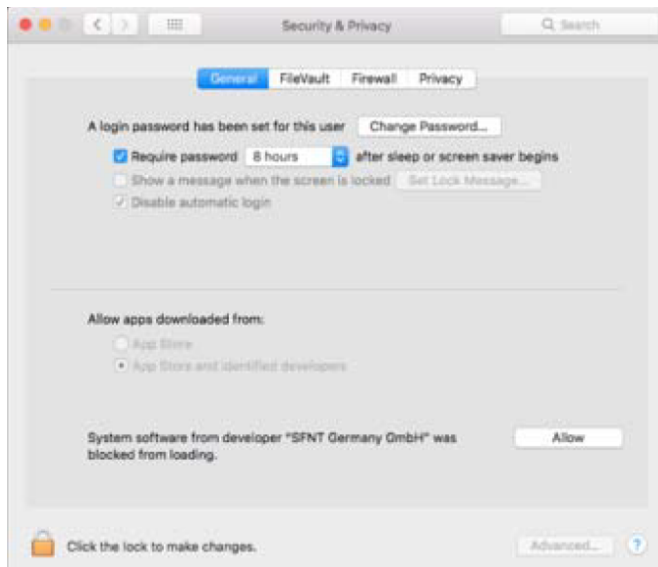 Security & Privacy
Search
General FileVault Firewall Privacy
A login password has been set for this user Change Password...
Require password 8 hours after sleep or screen saver begins
Show a message when the screen is locked Set Lock Message...
Disable automatic login
Allow apps downloaded from:
App Store
App Store and identified developers
System software from developer "SFNT Germany GmbH" was Allow
blocked from loading.
Click the lock to make changes. Advanced... ?